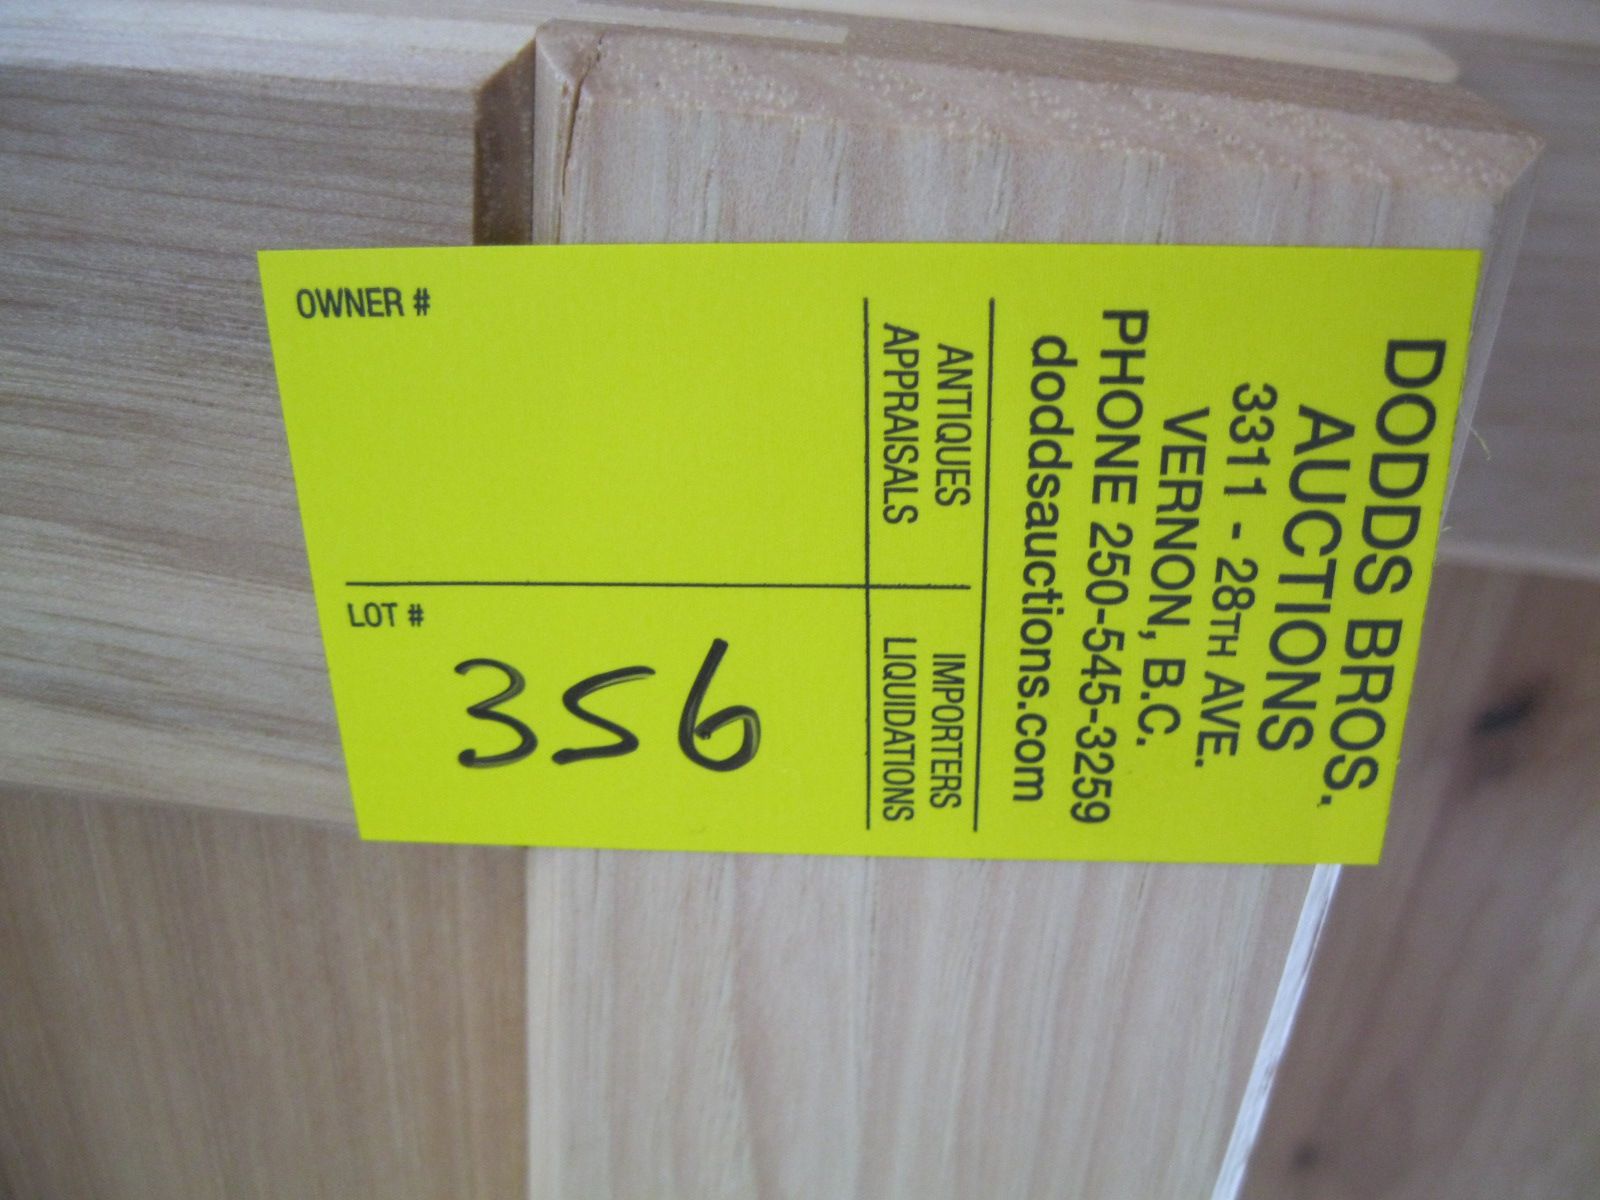 DODDS BROS.
AUCTIONS
3311 - 28TH AVE.
VERNON, B.C.
PHONE 250-545-3259
doddsauctions.com
ANTIQUES
APPRAISALS
IMPORTERS
LIQUIDATIONS
OWNER #
LOT #
356